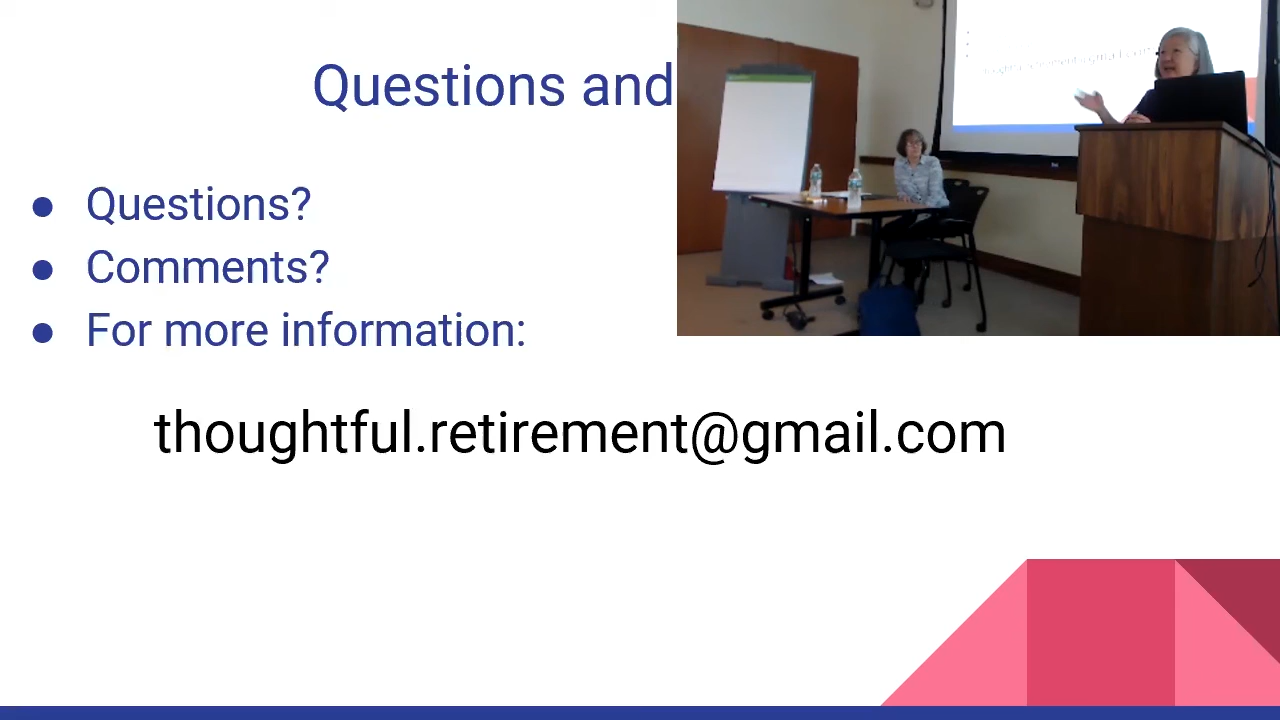 Questions and
● Questions?
● Comments?
● For more information:
thoughtful.retirement@gmail.com